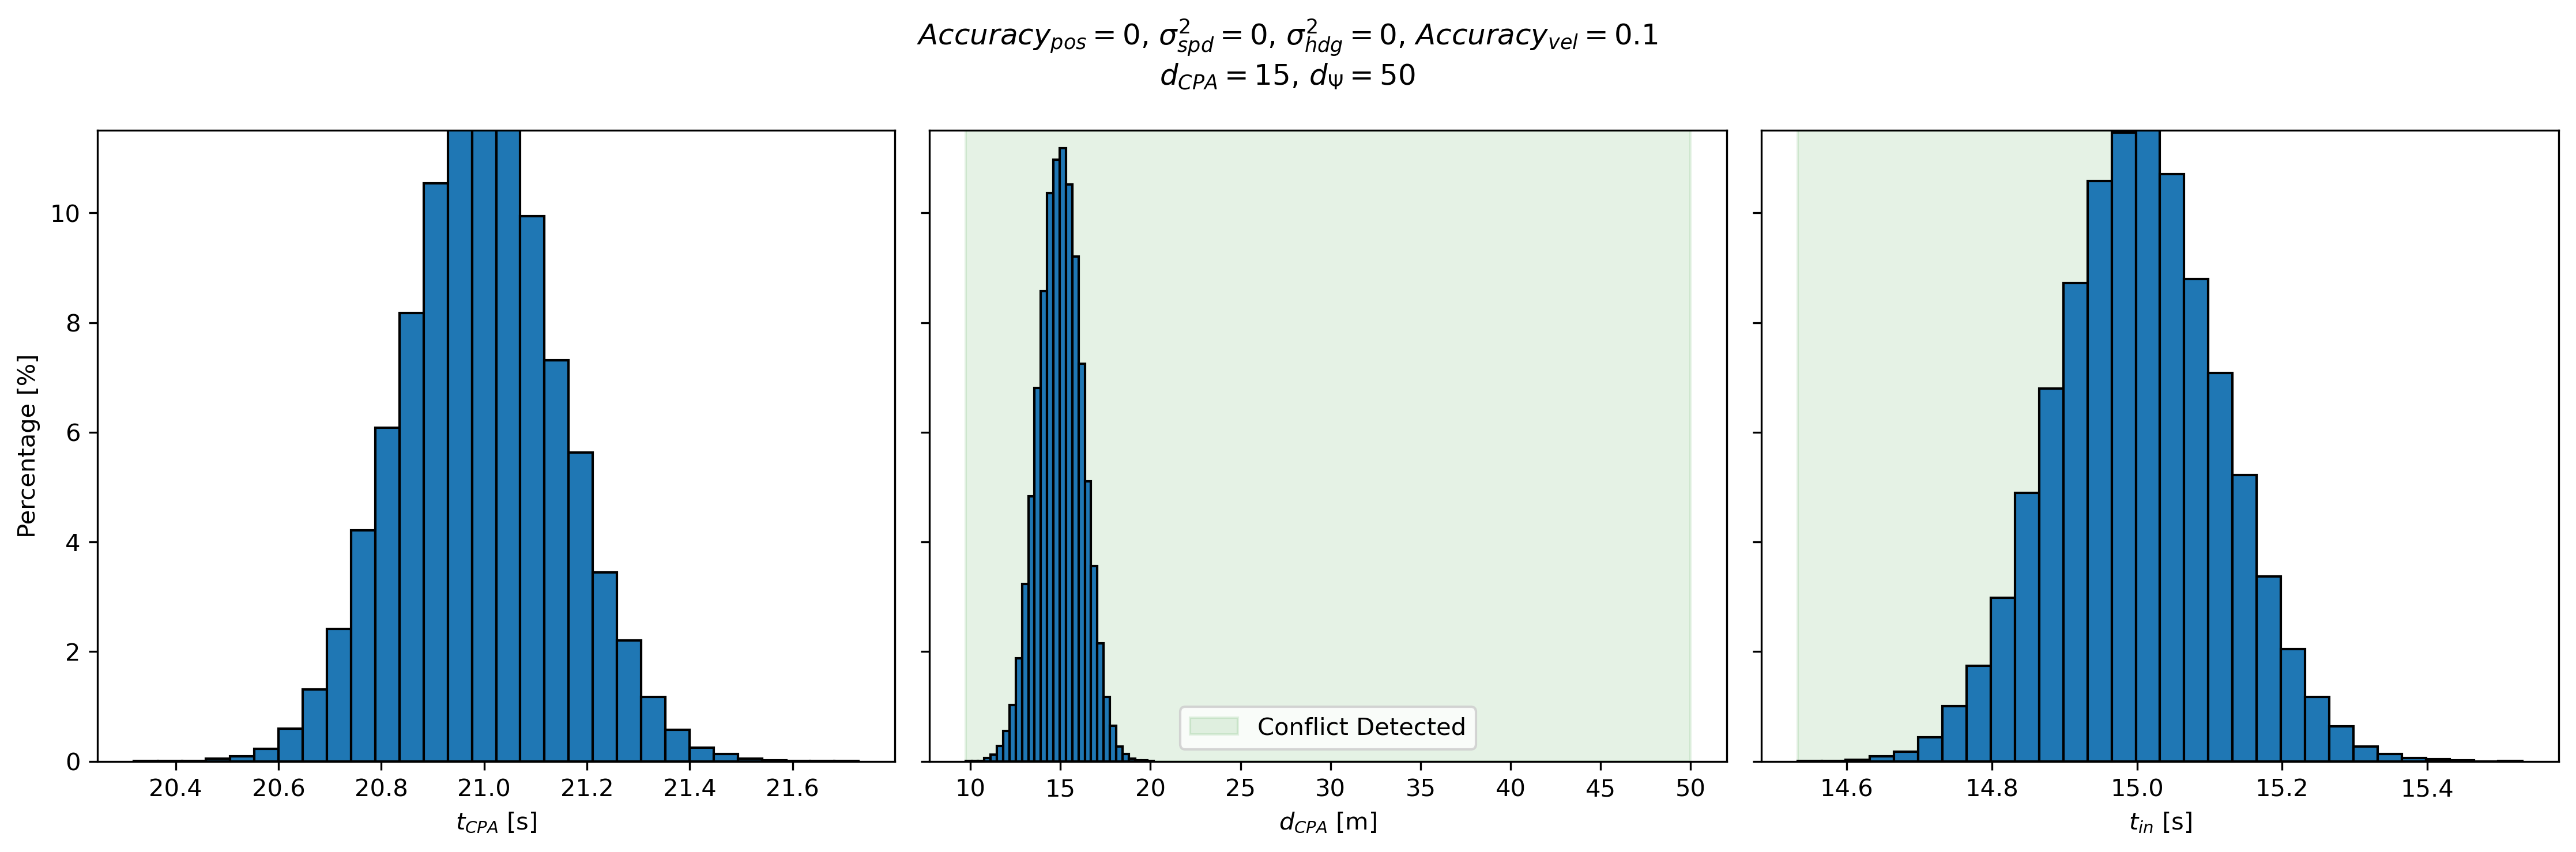 Accuracy_pos = 0, σ²_spd = 0, σ²_hdg = 0, Accuracy_vel = 0.1
d_CPA = 15, d_Ψ = 50
Percentage [%]
10
8
6
4
2
0
20.4 20.6 20.8 21.0 21.2 21.4 21.6
t_CPA [s]
Conflict Detected
10 15 20 25 30 35 40 45 50
d_CPA [m]
14.6 14.8 15.0 15.2 15.4
t_in [s]